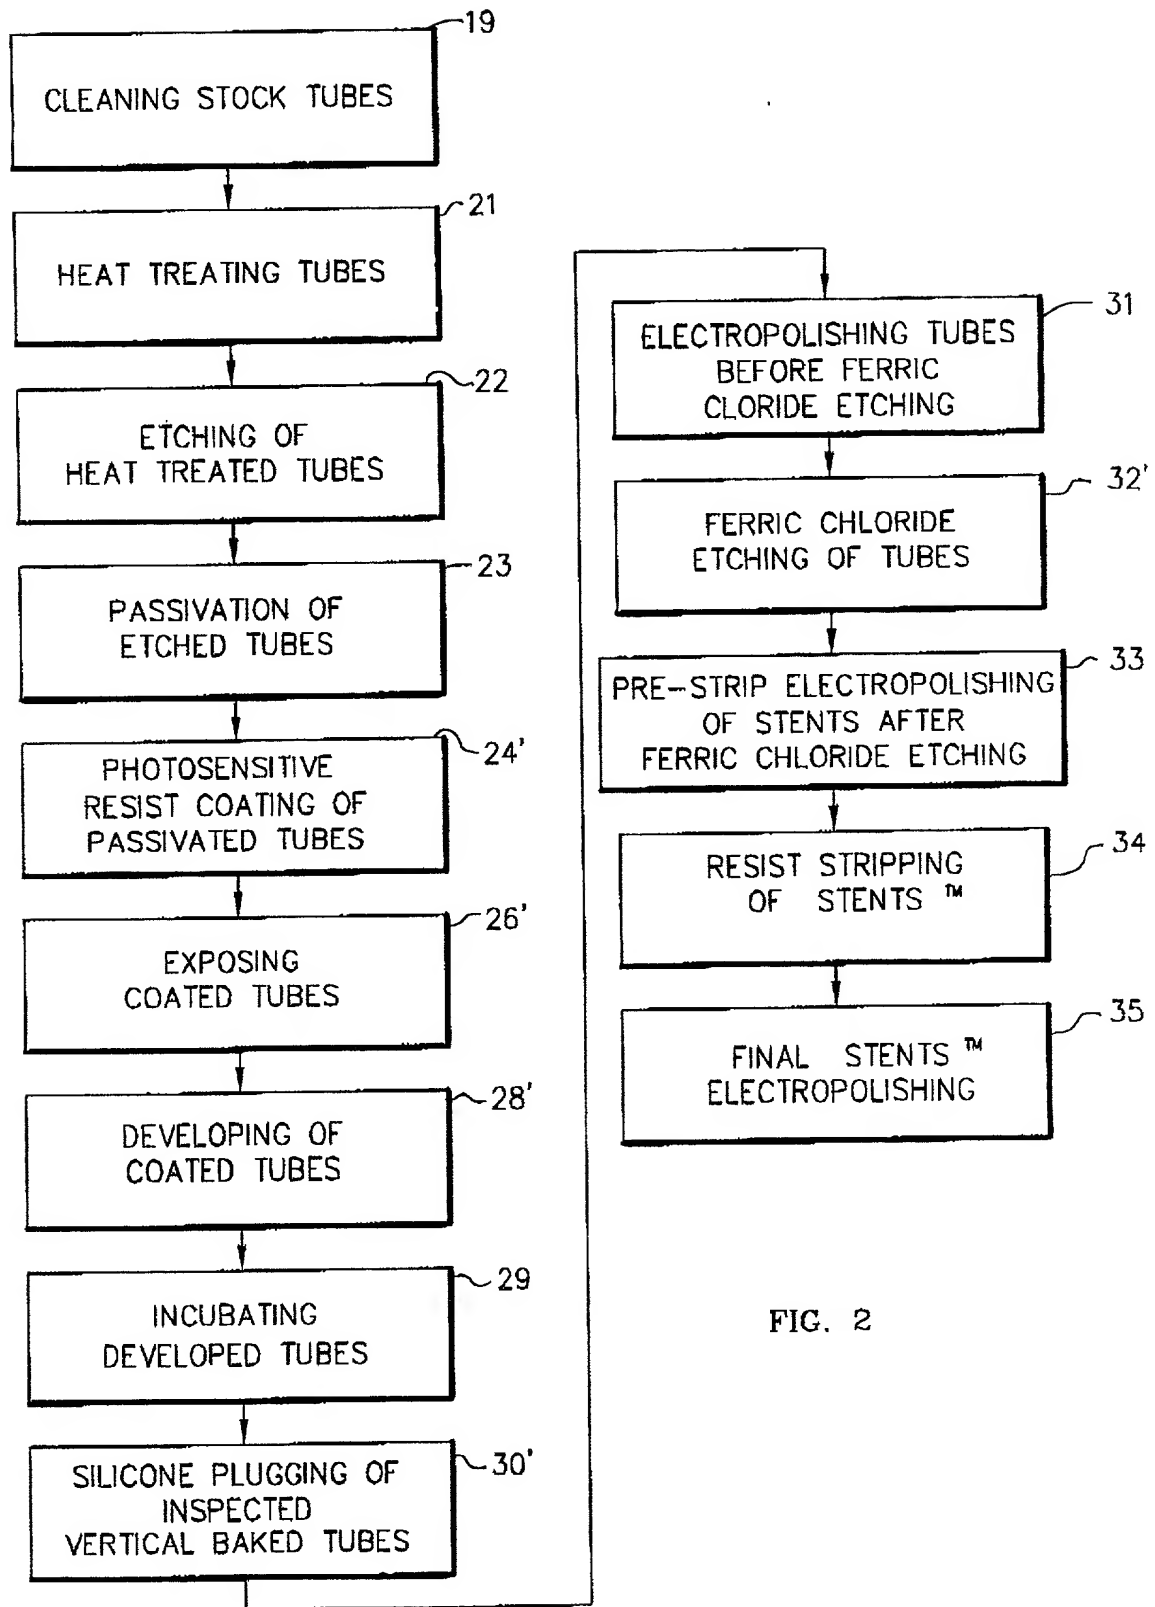 19
CLEANING STOCK TUBES
21
HEAT TREATING TUBES
22
ETCHING OF
HEAT TREATED TUBES
23
PASSIVATION OF
ETCHED TUBES
24'
PHOTOSENSITIVE
RESIST COATING OF
PASSIVATED TUBES
26'
EXPOSING
COATED TUBES
28'
DEVELOPING OF
COATED TUBES
29
INCUBATING
DEVELOPED TUBES
30'
SILICONE PLUGGING OF
INSPECTED
VERTICAL BAKED TUBES
31
ELECTROPOLISHING TUBES
BEFORE FERRIC
CLORIDE ETCHING
32'
FERRIC CHLORIDE
ETCHING OF TUBES
33
PRE-STRIP ELECTROPOLISHING
OF STENTS AFTER
FERRIC CHLORIDE ETCHING
34
RESIST STRIPPING
OF STENTS ™
35
FINAL STENTS ™
ELECTROPOLISHING
FIG. 2